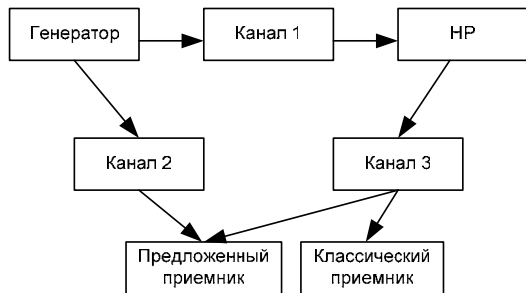 Генератор
Канал 1
НР
Канал 2
Канал 3
Предложенный
приемник
Классический
приемник